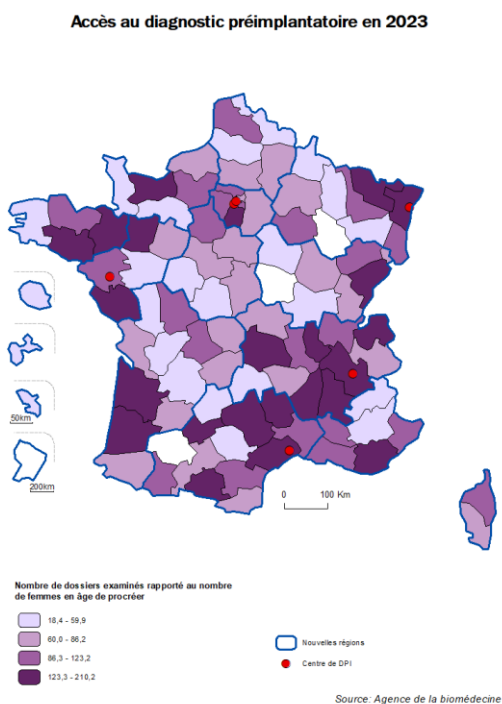 Accès au diagnostic préimplantatoire en 2023
50km
200km
0 100 Km
Nombre de dossiers examinés rapporté au nombre
de femmes en âge de procréer
18,4 - 59,9
60,0 - 86,2
86,3 - 123,2
123,3 - 210,2
Nouvelles régions
Centre de DPI
Source: Agence de la biomédecine